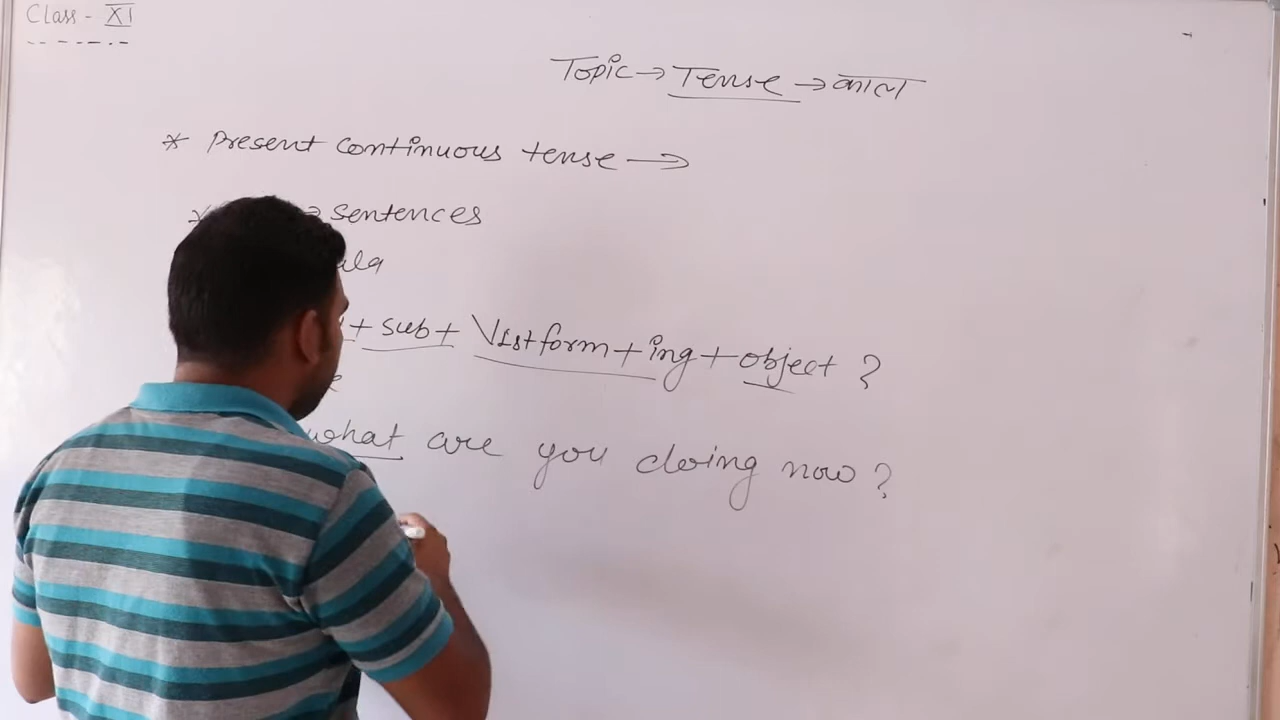 Class - XI
Topic → Tense → काल
* Present continuous tense →
* → sentences
+ sub + V1st form + ing + object ?
what are you doing now ?